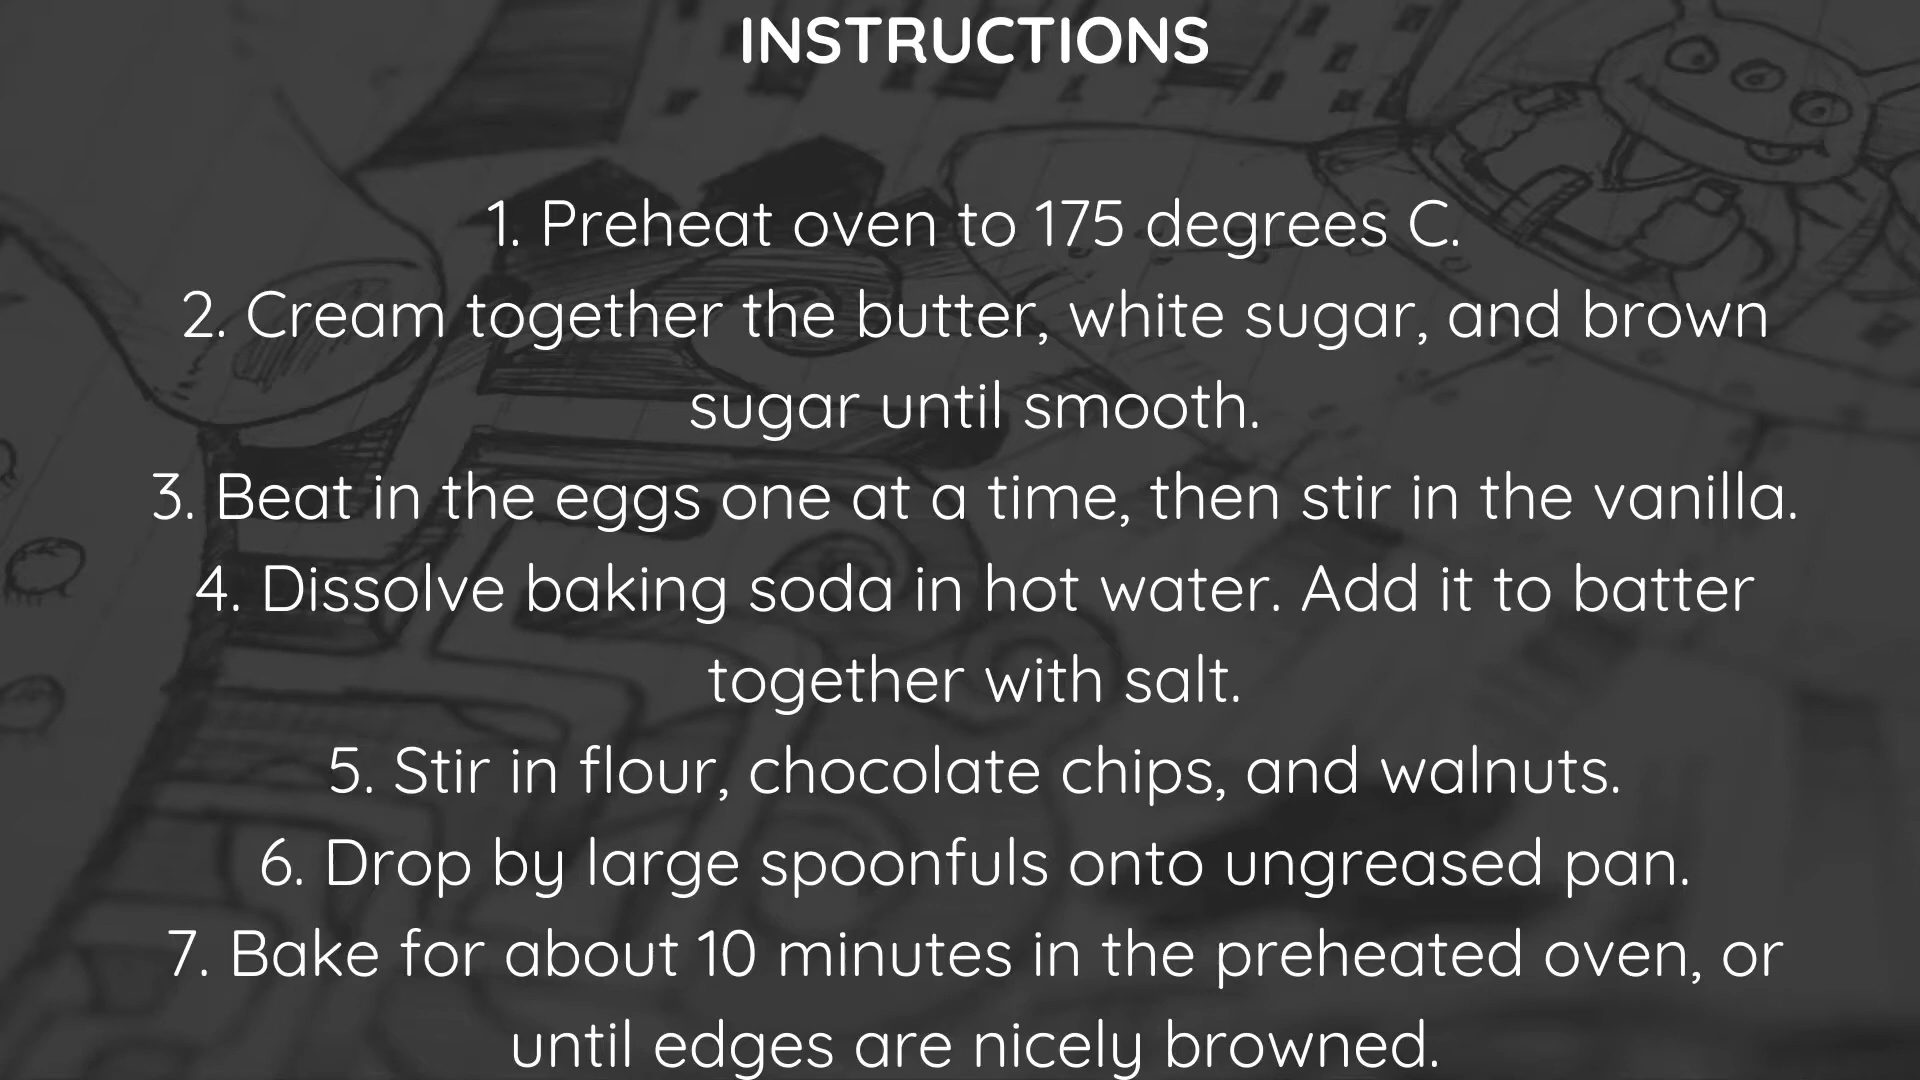 INSTRUCTIONS
1. Preheat oven to 175 degrees C.
2. Cream together the butter, white sugar, and brown
sugar until smooth.
3. Beat in the eggs one at a time, then stir in the vanilla.
4. Dissolve baking soda in hot water. Add it to batter
together with salt.
5. Stir in flour, chocolate chips, and walnuts.
6. Drop by large spoonfuls onto ungreased pan.
7. Bake for about 10 minutes in the preheated oven, or
until edges are nicely browned.